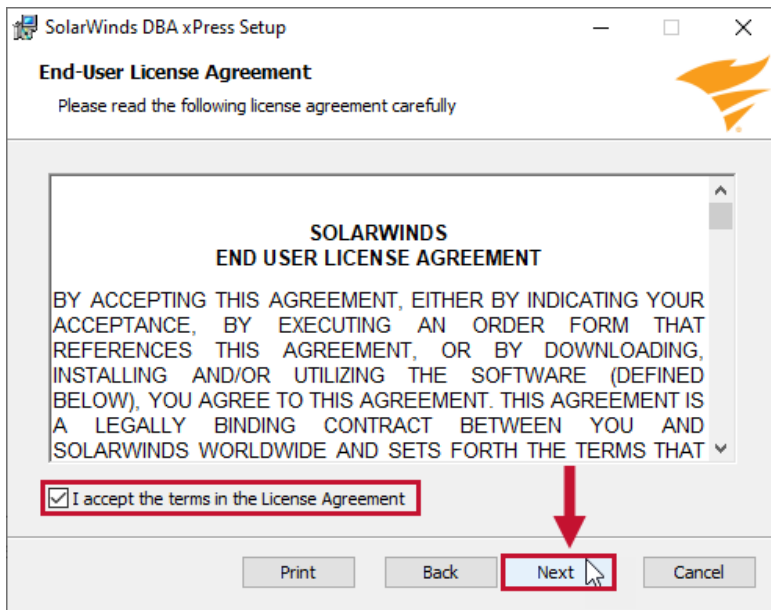 SolarWinds DBA xPress Setup
End-User License Agreement
Please read the following license agreement carefully
SOLARWINDS
END USER LICENSE AGREEMENT
BY ACCEPTING THIS AGREEMENT, EITHER BY INDICATING YOUR
ACCEPTANCE, BY EXECUTING AN ORDER FORM THAT
REFERENCES THIS AGREEMENT, OR BY DOWNLOADING,
INSTALLING AND/OR UTILIZING THE SOFTWARE (DEFINED
BELOW), YOU AGREE TO THIS AGREEMENT. THIS AGREEMENT IS
A LEGALLY BINDING CONTRACT BETWEEN YOU AND
SOLARWINDS WORLDWIDE AND SETS FORTH THE TERMS THAT
I accept the terms in the License Agreement
Print Back Next Cancel